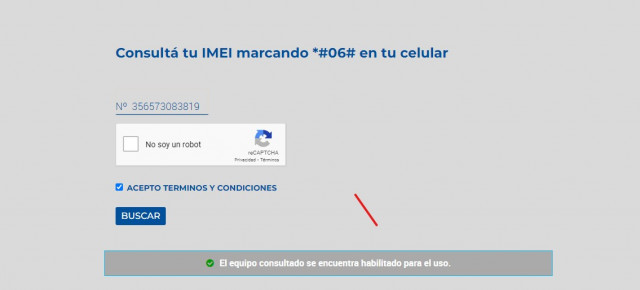 Consultá tu IMEI marcando *#06# en tu celular
Nº 356573083819
No soy un robot
reCAPTCHA
Privacidad - Términos
ACEPTO TERMINOS Y CONDICIONES
BUSCAR
El equipo consultado se encuentra habilitado para el uso.